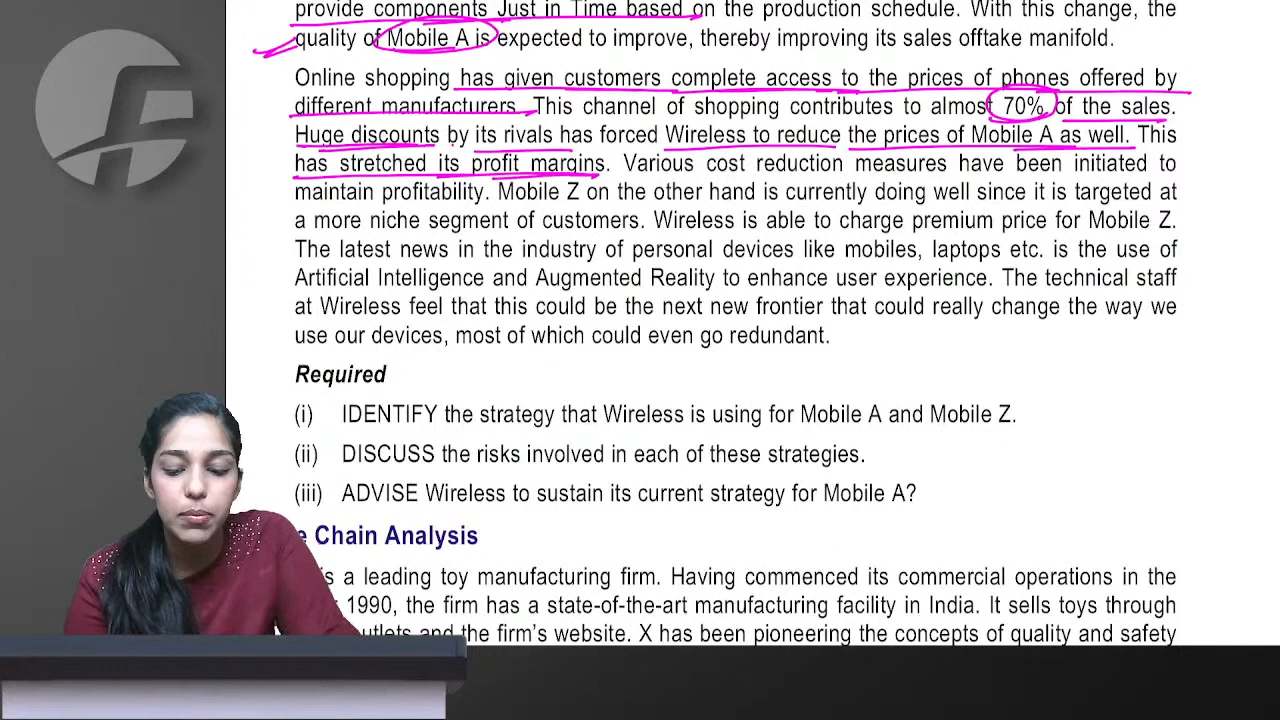 provide components Just in Time based on the production schedule. With this change, the
quality of Mobile A is expected to improve, thereby improving its sales offtake manifold.
Online shopping has given customers complete access to the prices of phones offered by
different manufacturers. This channel of shopping contributes to almost 70% of the sales.
Huge discounts by its rivals has forced Wireless to reduce the prices of Mobile A as well. This
has stretched its profit margins. Various cost reduction measures have been initiated to
maintain profitability. Mobile Z on the other hand is currently doing well since it is targeted at
a more niche segment of customers. Wireless is able to charge premium price for Mobile Z.
The latest news in the industry of personal devices like mobiles, laptops etc. is the use of
Artificial Intelligence and Augmented Reality to enhance user experience. The technical staff
at Wireless feel that this could be the next new frontier that could really change the way we
use our devices, most of which could even go redundant.
Required
(i) IDENTIFY the strategy that Wireless is using for Mobile A and Mobile Z.
(ii) DISCUSS the risks involved in each of these strategies.
(iii) ADVISE Wireless to sustain its current strategy for Mobile A?
Chain Analysis
is a leading toy manufacturing firm. Having commenced its commercial operations in the
1990, the firm has a state-of-the-art manufacturing facility in India. It sells toys through
and the firm's website. X has been pioneering the concepts of quality and safety